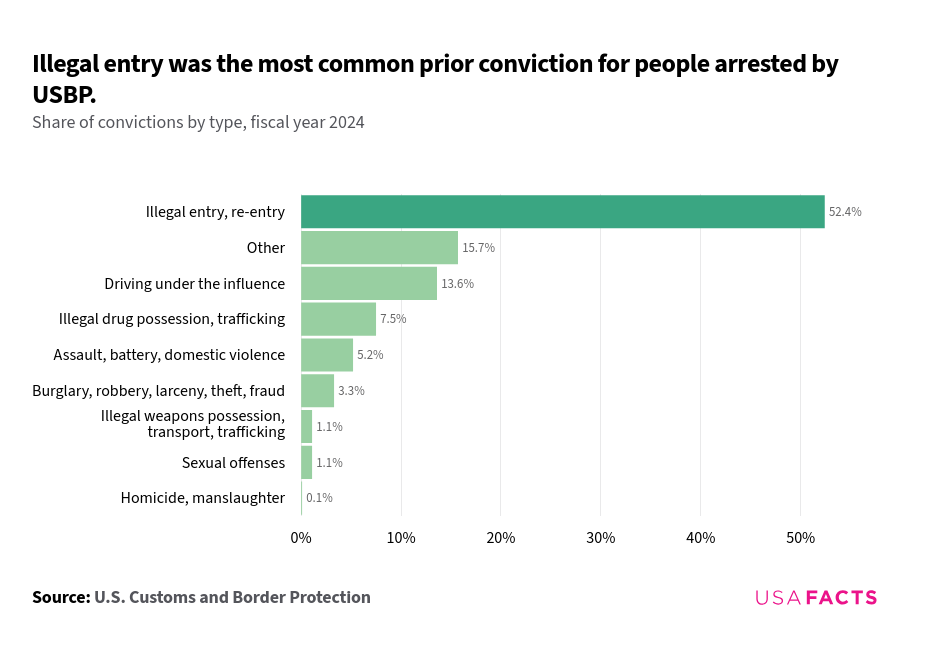 Illegal entry was the most common prior conviction for people arrested by
USBP.
Share of convictions by type, fiscal year 2024
Illegal entry, re-entry 52.4%
Other 15.7%
Driving under the influence 13.6%
Illegal drug possession, trafficking 7.5%
Assault, battery, domestic violence 5.2%
Burglary, robbery, larceny, theft, fraud 3.3%
Illegal weapons possession,
transport, trafficking 1.1%
Sexual offenses 1.1%
Homicide, manslaughter 0.1%
0% 10% 20% 30% 40% 50%
Source: U.S. Customs and Border Protection
USAFACTS